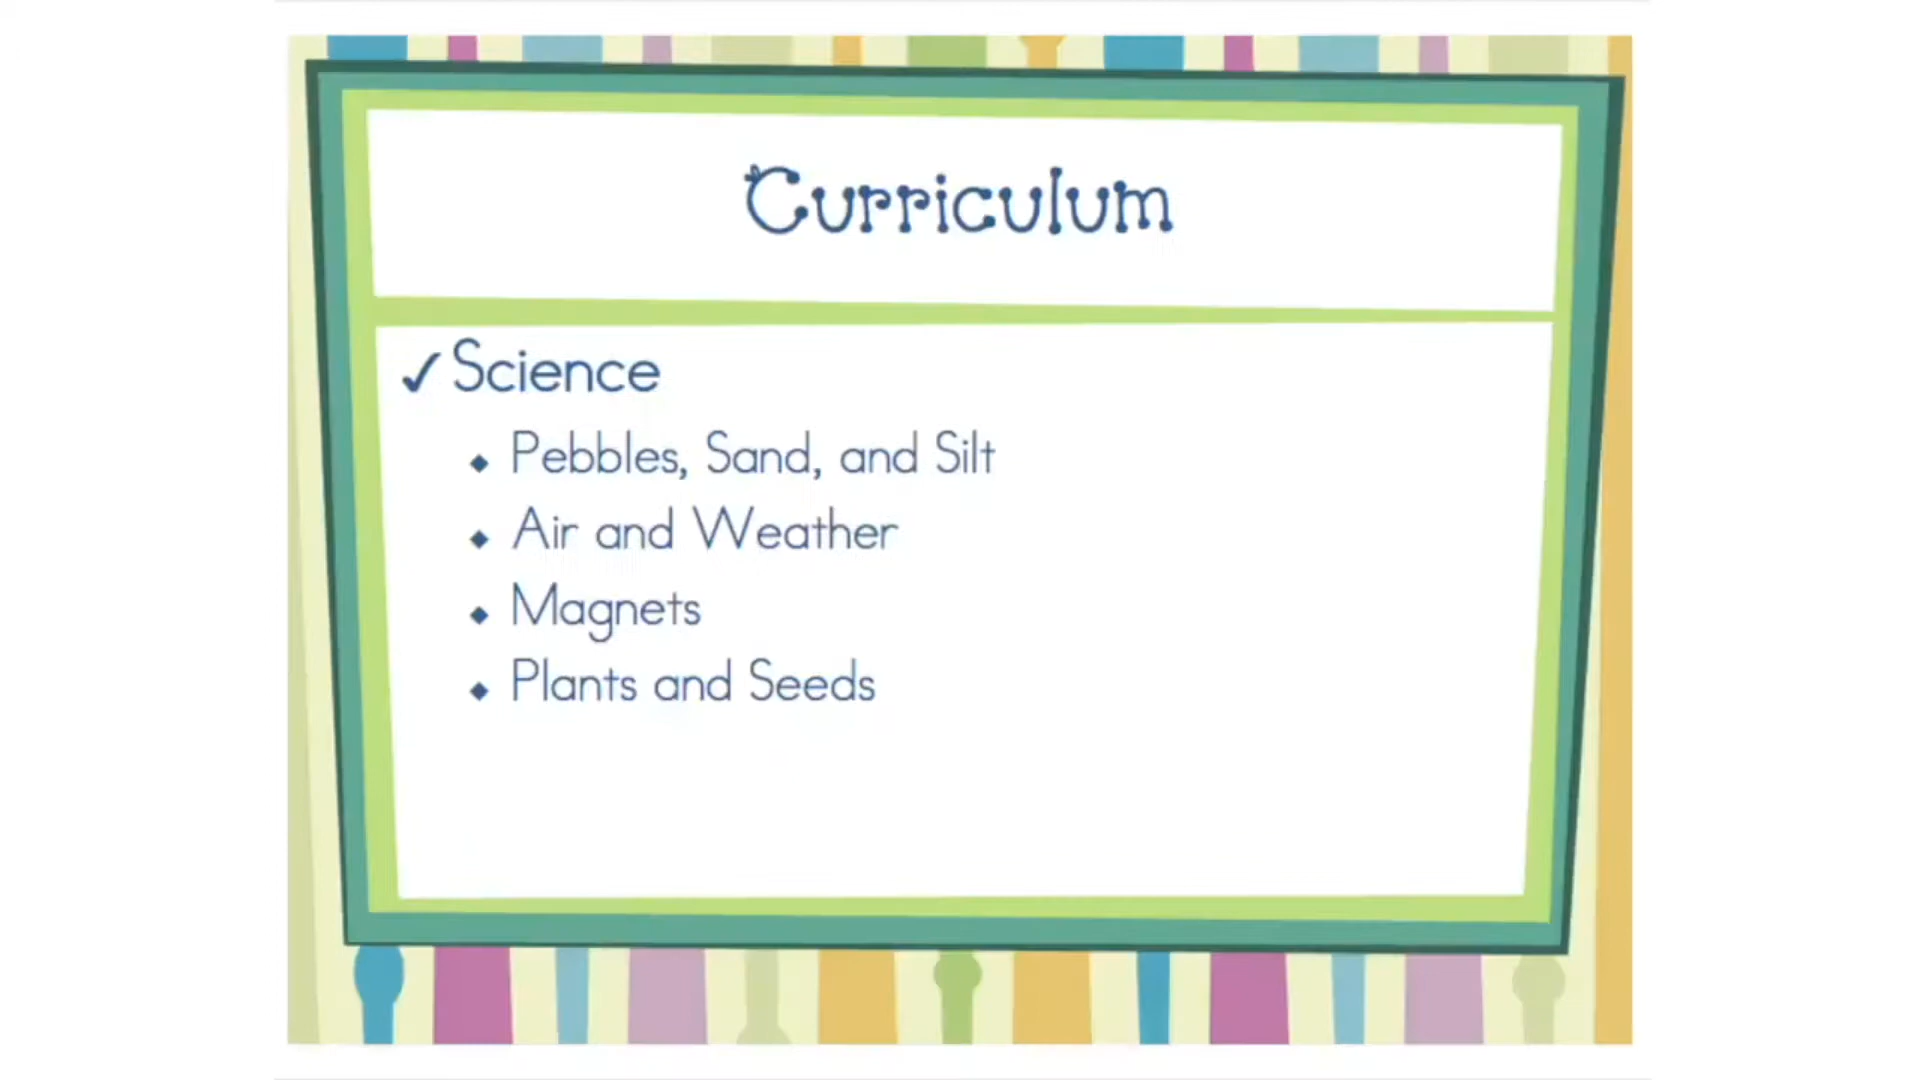 Curriculum
✓Science
◆ Pebbles, Sand, and Silt
◆ Air and Weather
◆ Magnets
◆ Plants and Seeds